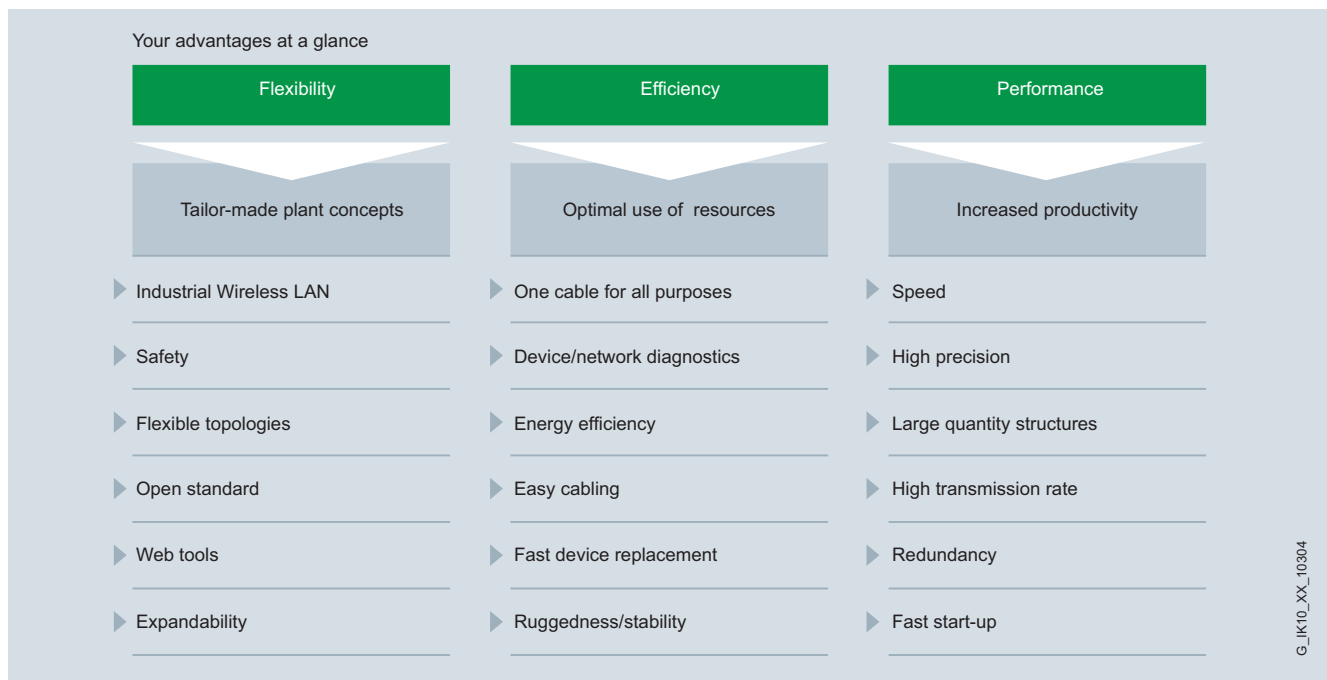 Your advantages at a glance
Flexibility
Tailor-made plant concepts
Industrial Wireless LAN
Safety
Flexible topologies
Open standard
Web tools
Expandability
Efficiency
Optimal use of resources
One cable for all purposes
Device/network diagnostics
Energy efficiency
Easy cabling
Fast device replacement
Ruggedness/stability
Performance
Increased productivity
Speed
High precision
Large quantity structures
High transmission rate
Redundancy
Fast start-up
G_IK10_XX_10304